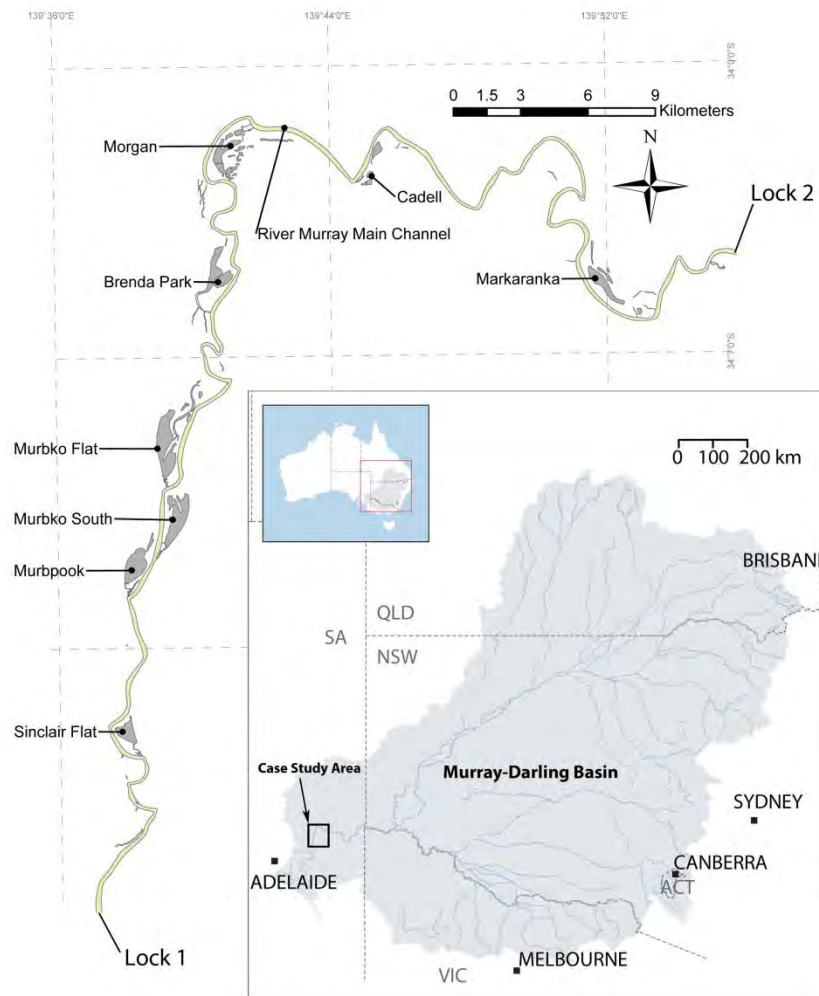 139°36'0"E
139°44'0"E
139°52'0"E
34°0'0"S
0 1.5 3 6 9
Kilometers
N
Morgan
Cadell
Lock 2
River Murray Main Channel
Brenda Park
Markaranka
34°7'0"S
Murbko Flat
0 100 200 km
Murbko South
BRISBANE
Murbpook
QLD
SA
NSW
Sinclair Flat
Case Study Area
Murray-Darling Basin
SYDNEY
CANBERRA
ADELAIDE
ACT
Lock 1
MELBOURNE
VIC